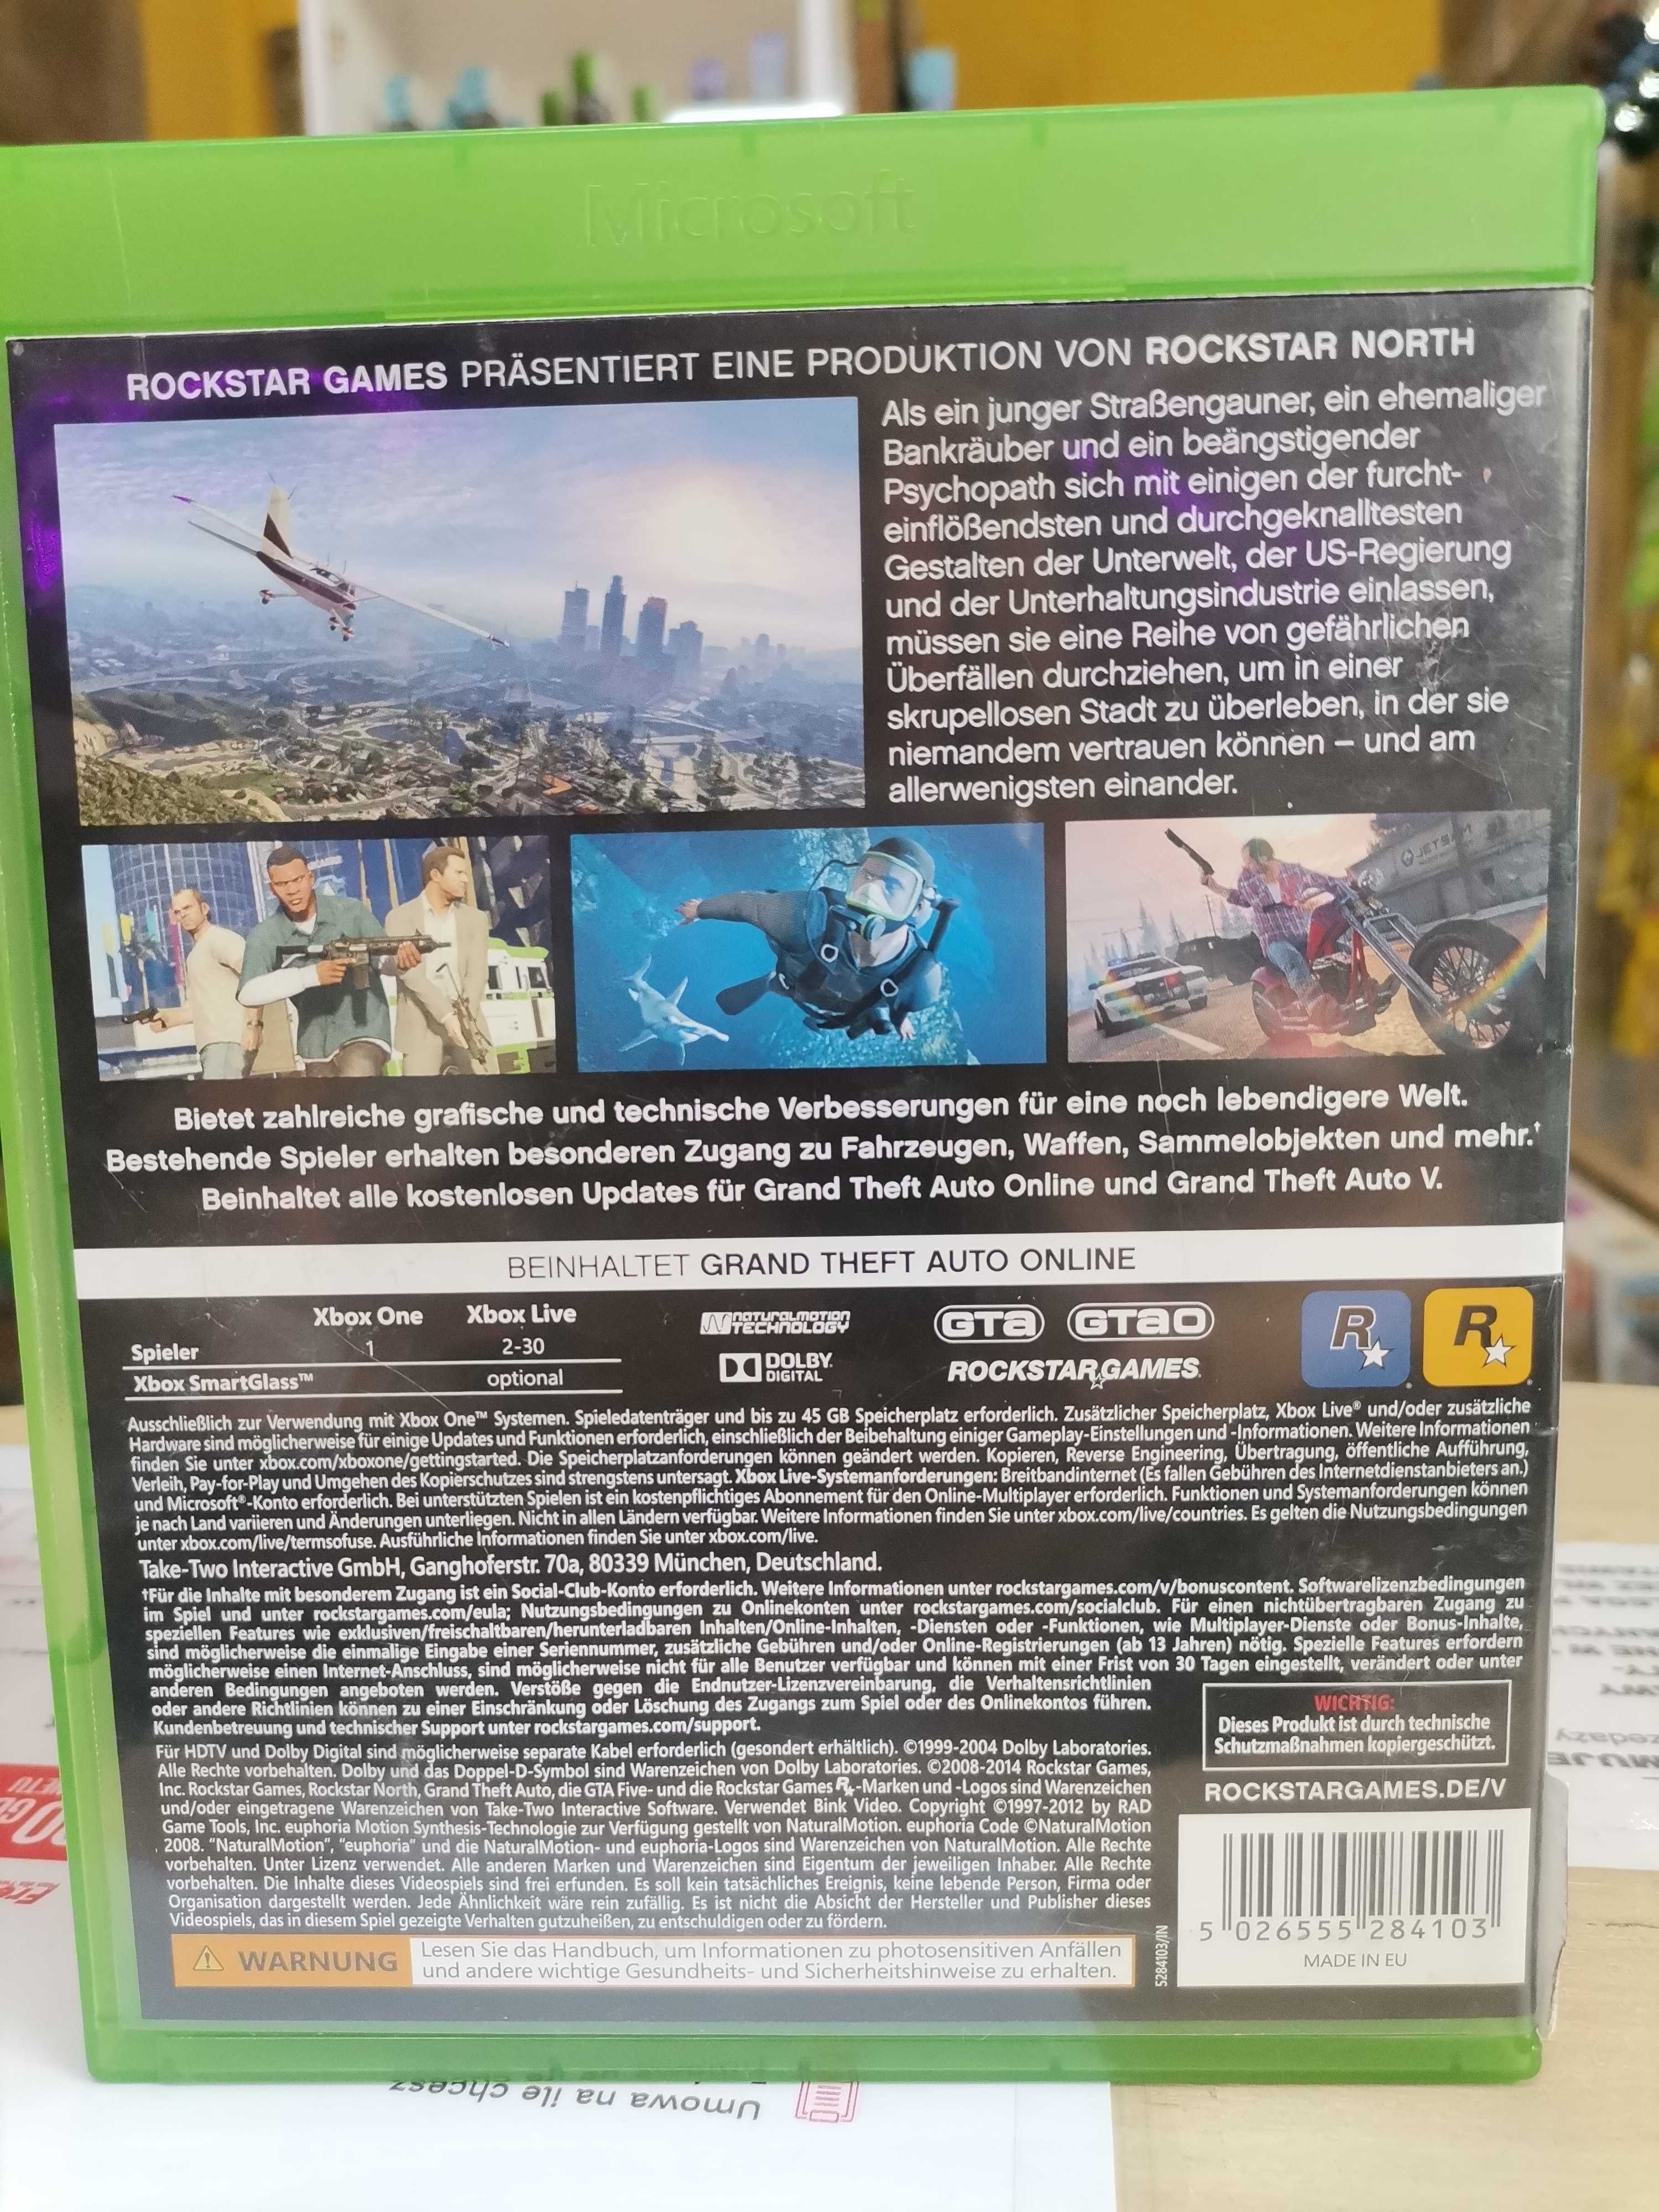 Microsoft
ROCKSTAR GAMES PRÄSENTIERT EINE PRODUKTION VON ROCKSTAR NORTH
Als ein junger Straßengauner, ein ehemaliger
Bankräuber und ein beängstigender
Psychopath sich mit einigen der furcht-
einflößendsten und durchgeknalltesten
Gestalten der Unterwelt, der US-Regierung
und der Unterhaltungsindustrie einlassen,
müssen sie eine Reihe von gefährlichen
Überfällen durchziehen, um in einer
skrupellosen Stadt zu überleben, in der sie
niemandem vertrauen können – und am
allerwenigsten einander.
JETSAM
Bietet zahlreiche grafische und technische Verbesserungen für eine noch lebendigere Welt.
Bestehende Spieler erhalten besonderen Zugang zu Fahrzeugen, Waffen, Sammelobjekten und mehr.†
Beinhaltet alle kostenlosen Updates für Grand Theft Auto Online und Grand Theft Auto V.
BEINHALTET GRAND THEFT AUTO ONLINE
Xbox One Xbox Live
Spieler 1 2-30
Xbox SmartGlass™ optional
NATURALMOTION
TECHNOLOGY
DOLBY
DIGITAL
GTA GTAO
ROCKSTAR GAMES
R R
Ausschließlich zur Verwendung mit Xbox One™ Systemen. Spieledatenträger und bis zu 45 GB Speicherplatz erforderlich. Zusätzlicher Speicherplatz, Xbox Live® und/oder zusätzliche
Hardware sind möglicherweise für einige Updates und Funktionen erforderlich, einschließlich der Beibehaltung einiger Gameplay-Einstellungen und -Informationen. Weitere Informationen
finden Sie unter xbox.com/xboxone/gettingstarted. Die Speicherplatzanforderungen können geändert werden. Kopieren, Reverse Engineering, Übertragung, öffentliche Aufführung,
Verleih, Pay-for-Play und Umgehen des Kopierschutzes sind strengstens untersagt. Xbox Live-Systemanforderungen: Breitbandinternet (Es fallen Gebühren des Internetdienstanbieters an.)
und Microsoft®-Konto erforderlich. Bei unterstützten Spielen ist ein kostenpflichtiges Abonnement für den Online-Multiplayer erforderlich. Funktionen und Systemanforderungen können
je nach Land variieren und Änderungen unterliegen. Nicht in allen Ländern verfügbar. Weitere Informationen finden Sie unter xbox.com/live/countries. Es gelten die Nutzungsbedingungen
unter xbox.com/live/termsofuse. Ausführliche Informationen finden Sie unter xbox.com/live.
Take-Two Interactive GmbH, Ganghoferstr. 70a, 80339 München, Deutschland.
†Für die Inhalte mit besonderem Zugang ist ein Social-Club-Konto erforderlich. Weitere Informationen unter rockstargames.com/v/bonuscontent. Softwarelizenzbedingungen
im Spiel und unter rockstargames.com/eula; Nutzungsbedingungen zu Onlinekonten unter rockstargames.com/socialclub. Für einen nichtübertragbaren Zugang zu
speziellen Features wie exklusiven/freischaltbaren/herunterladbaren Inhalten/Online-Inhalten, -Diensten oder -Funktionen, wie Multiplayer-Dienste oder Bonus-Inhalte,
sind möglicherweise die einmalige Eingabe einer Seriennummer, zusätzliche Gebühren und/oder Online-Registrierungen (ab 13 Jahren) nötig. Spezielle Features erfordern
möglicherweise einen Internet-Anschluss, sind möglicherweise nicht für alle Benutzer verfügbar und können mit einer Frist von 30 Tagen eingestellt, verändert oder unter
anderen Bedingungen angeboten werden. Verstöße gegen die Endnutzer-Lizenzvereinbarung, die Verhaltensrichtlinien
oder andere Richtlinien können zu einer Einschränkung oder Löschung des Zugangs zum Spiel oder des Onlinekontos führen.
Kundenbetreuung und technischer Support unter rockstargames.com/support.
Für HDTV und Dolby Digital sind möglicherweise separate Kabel erforderlich (gesondert erhältlich). ©1999-2004 Dolby Laboratories.
Alle Rechte vorbehalten. Dolby und das Doppel-D-Symbol sind Warenzeichen von Dolby Laboratories. ©2008-2014 Rockstar Games,
Inc. Rockstar Games, Rockstar North, Grand Theft Auto, die GTA Five- und die Rockstar Games R-Marken und -Logos sind Warenzeichen
und/oder eingetragene Warenzeichen von Take-Two Interactive Software. Verwendet Bink Video. Copyright ©1997-2012 by RAD
Game Tools, Inc. euphoria Motion Synthesis-Technologie zur Verfügung gestellt von NaturalMotion. euphoria Code ©NaturalMotion
2008. "NaturalMotion", "euphoria" und die NaturalMotion- und euphoria-Logos sind Warenzeichen von NaturalMotion. Alle Rechte
vorbehalten. Unter Lizenz verwendet. Alle anderen Marken und Warenzeichen sind Eigentum der jeweiligen Inhaber. Alle Rechte
vorbehalten. Die Inhalte dieses Videospiels sind frei erfunden. Es soll kein tatsächliches Ereignis, keine lebende Person, Firma oder
Organisation dargestellt werden. Jede Ähnlichkeit wäre rein zufällig. Es ist nicht die Absicht der Hersteller und Publisher dieses
Videospiels, das in diesem Spiel gezeigte Verhalten gutzuheißen, zu entschuldigen oder zu fördern.
WICHTIG:
Dieses Produkt ist durch technische
Schutzmaßnahmen kopiergeschützt.
ROCKSTARGAMES.DE/V
5 026555 284103
MADE IN EU
5284103/IN
WARNUNG
Lesen Sie das Handbuch, um Informationen zu photosensitiven Anfällen
und andere wichtige Gesundheits- und Sicherheitshinweise zu erhalten.
Umowa na ile chcesz